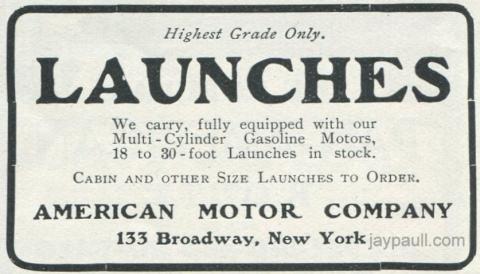 Highest Grade Only.
LAUNCHES
We carry, fully equipped with our
Multi-Cylinder Gasoline Motors,
18 to 30-foot Launches in stock.
CABIN AND OTHER SIZE LAUNCHES TO ORDER.
AMERICAN MOTOR COMPANY
133 Broadway, New York
jaypaull.com